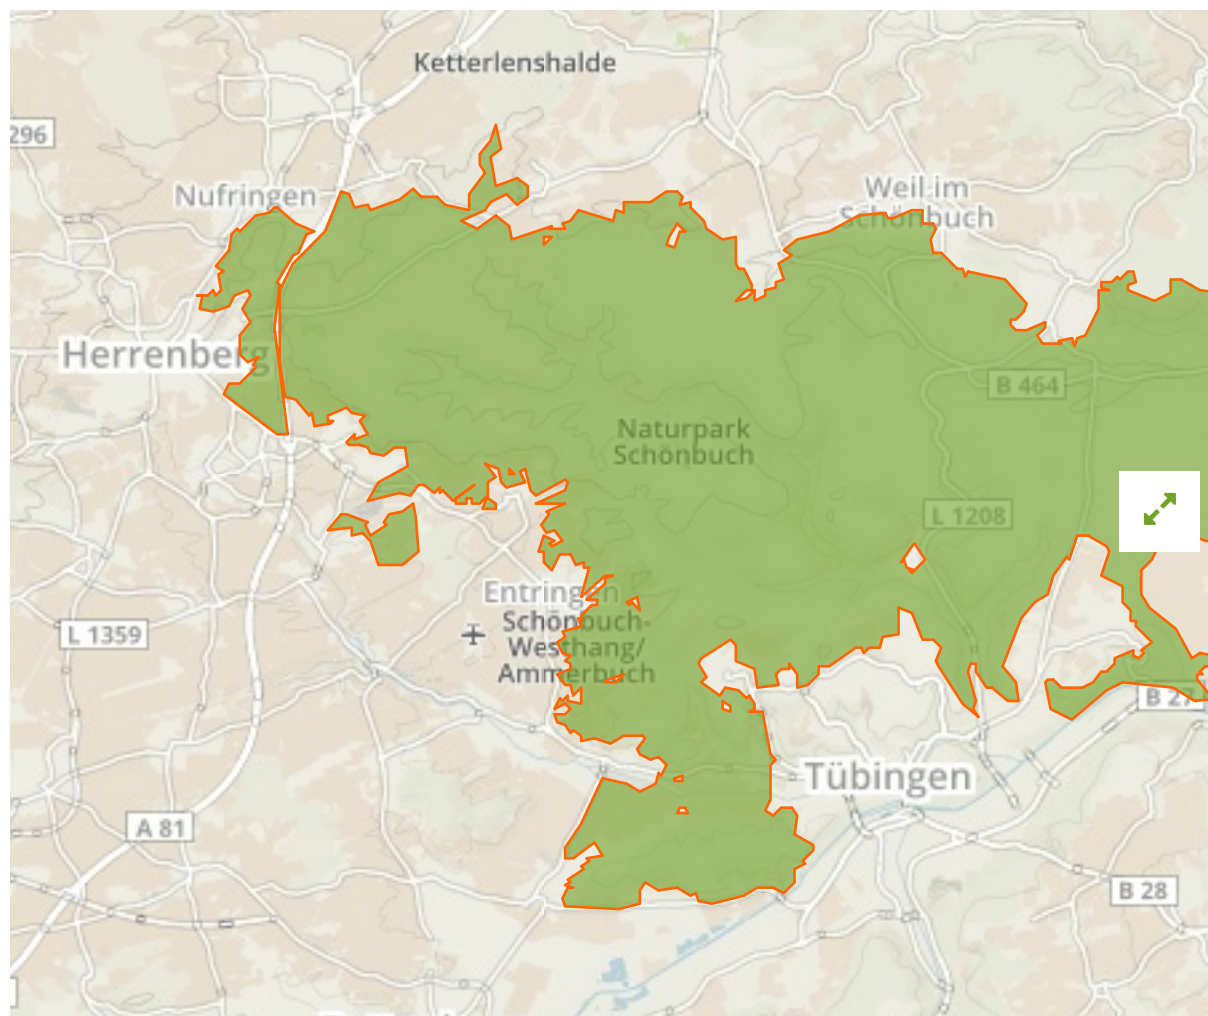 Ketterlenshalde
296
Nufringen
Weil im
Schönbuch
Herrenberg
B 464
Naturpark
Schönbuch
L 1208
Entringen
Schönbuch-
Westhang/
Ammerbuch
L 1359
B 27
Tübingen
A 81
B 28